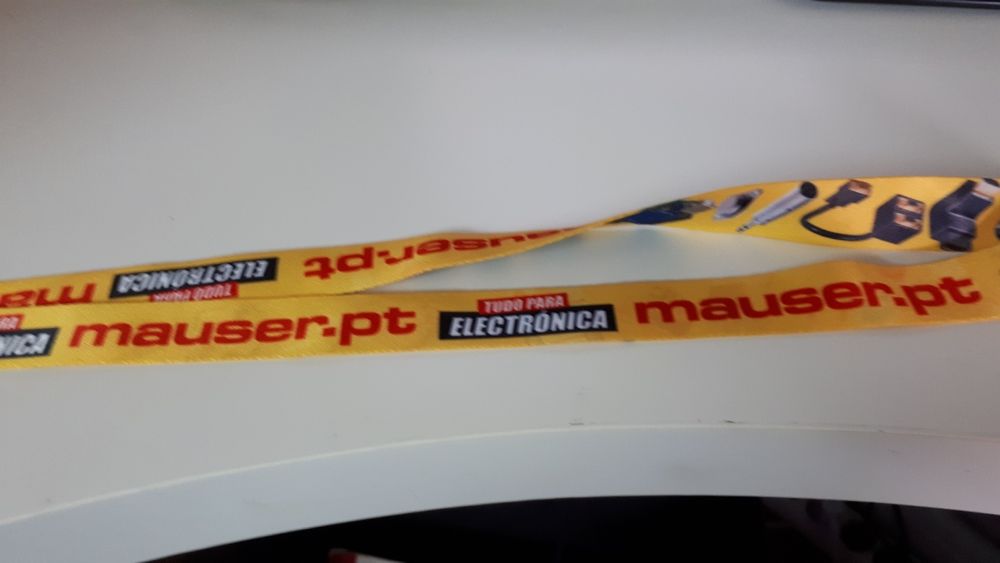 mauser.pt
ELECTRÓNICA
TUDO PARA
mauser.pt
TUDO PARA
ELECTRÓNICA
mauser.pt